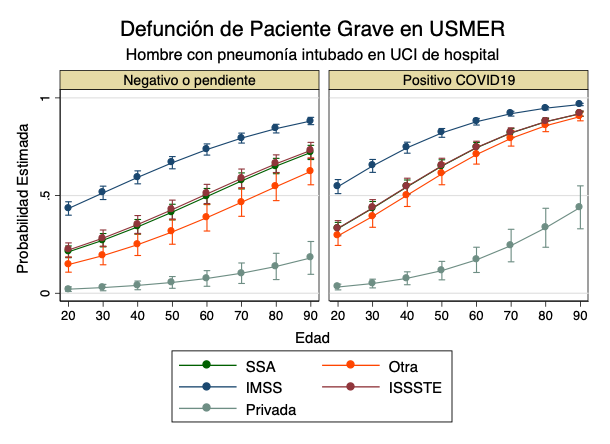 Defunción de Paciente Grave en USMER
Hombre con pneumonía intubado en UCI de hospital
Negativo o pendiente
Positivo COVID19
Probabilidad Estimada
1
.5
0
20 30 40 50 60 70 80 90
20 30 40 50 60 70 80 90
Edad
SSA
Otra
IMSS
ISSSTE
Privada